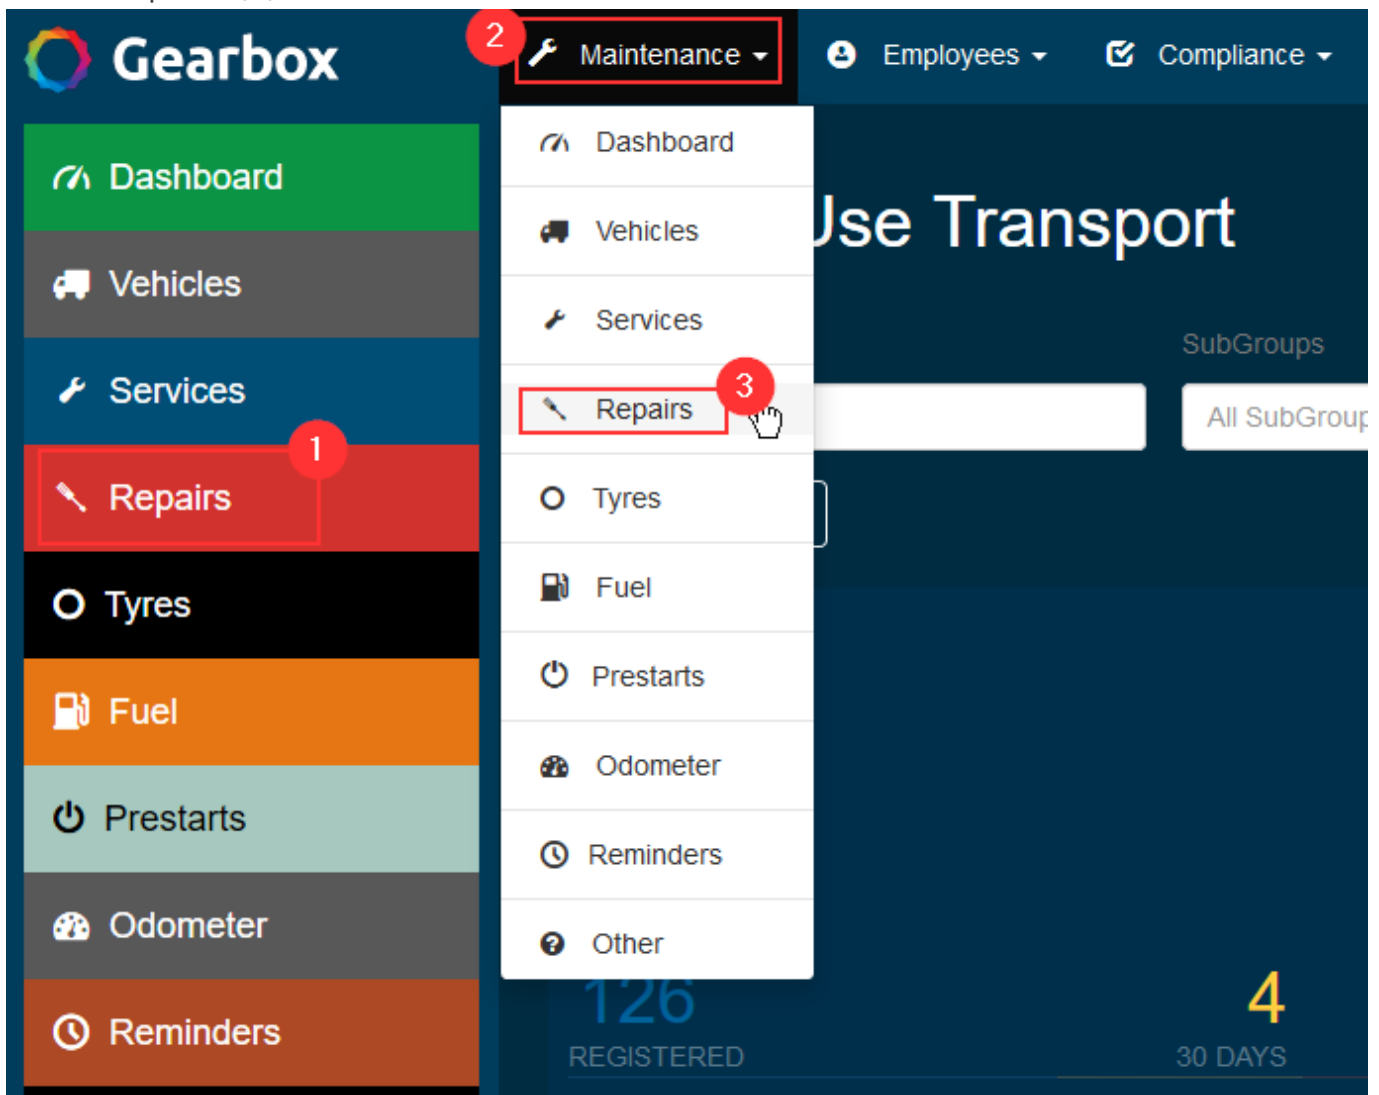 Gearbox
2
Maintenance
Employees
Compliance
Dashboard
Vehicles
Services
1
Repairs
Tyres
Fuel
Prestarts
Odometer
Reminders
Dashboard
Vehicles
Services
3
Repairs
Tyres
Fuel
Prestarts
Odometer
Reminders
Other
Use Transport
SubGroups
All SubGroup
126
REGISTERED
4
30 DAYS